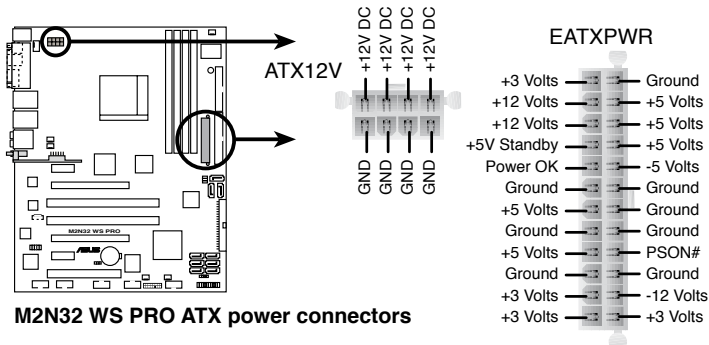 ATX12V
+12V DC
+12V DC
+12V DC
+12V DC
GND
GND
GND
GND
EATXPWR
+3 Volts Ground
+12 Volts +5 Volts
+12 Volts +5 Volts
+5V Standby +5 Volts
Power OK -5 Volts
Ground Ground
+5 Volts Ground
Ground Ground
+5 Volts PSON#
Ground Ground
+3 Volts -12 Volts
+3 Volts +3 Volts
M2N32 WS PRO
ASUS
M2N32 WS PRO ATX power connectors